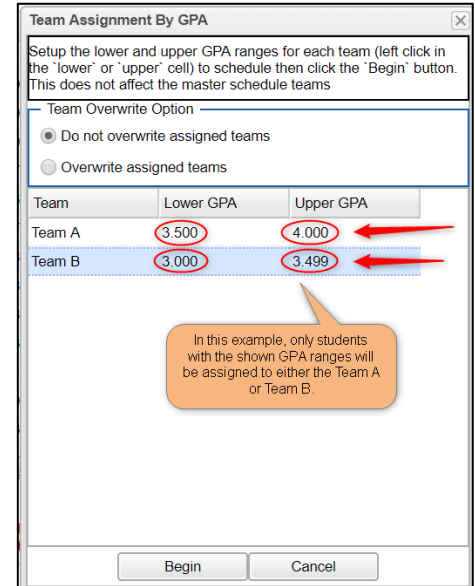 Team Assignment By GPA
Setup the lower and upper GPA ranges for each team (left click in
the `lower` or `upper` cell) to schedule then click the `Begin` button.
This does not affect the master schedule teams
Team Overwrite Option
Do not overwrite assigned teams
Overwrite assigned teams
Team Lower GPA Upper GPA
Team A 3.500 4.000
Team B 3.000 3.499
In this example, only students
with the shown GPA ranges will
be assigned to either the Team A
or Team B.
Begin Cancel